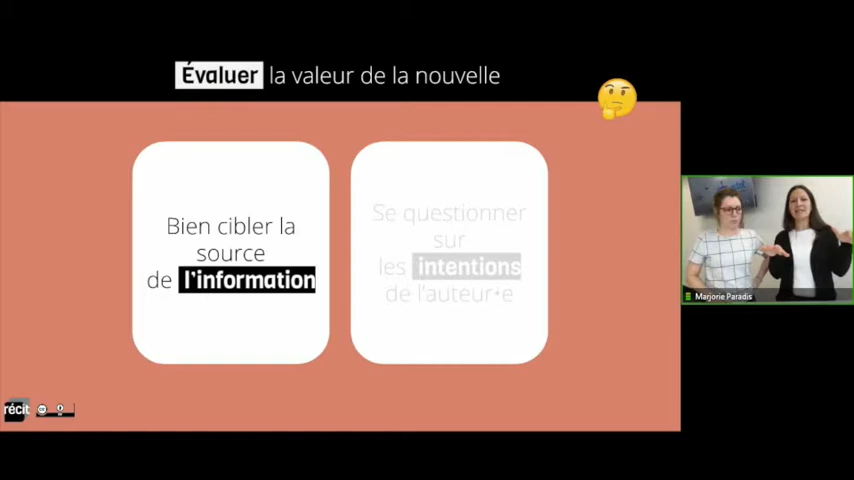 Évaluer la valeur de la nouvelle
Bien cibler la
source
de l'information
Se questionner
sur
les intentions
de l'auteur•e
récit
Marjorie Paradis